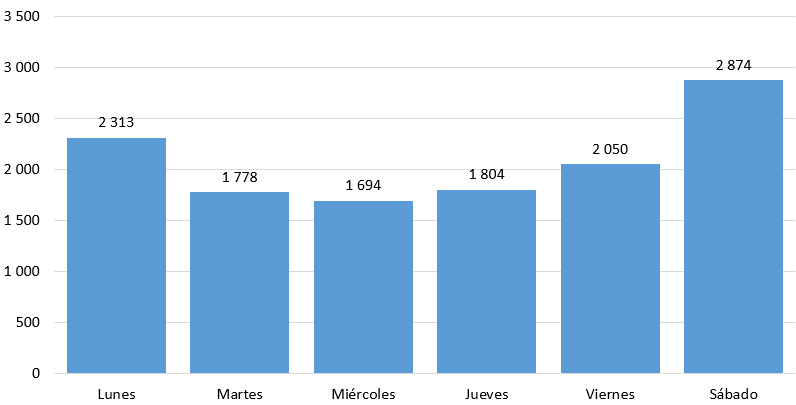 3 500
3 000
2 500
2 000
1 500
1 000
500
0
2 313
1 778
1 694
1 804
2 050
2 874
Lunes
Martes
Miércoles
Jueves
Viernes
Sábado